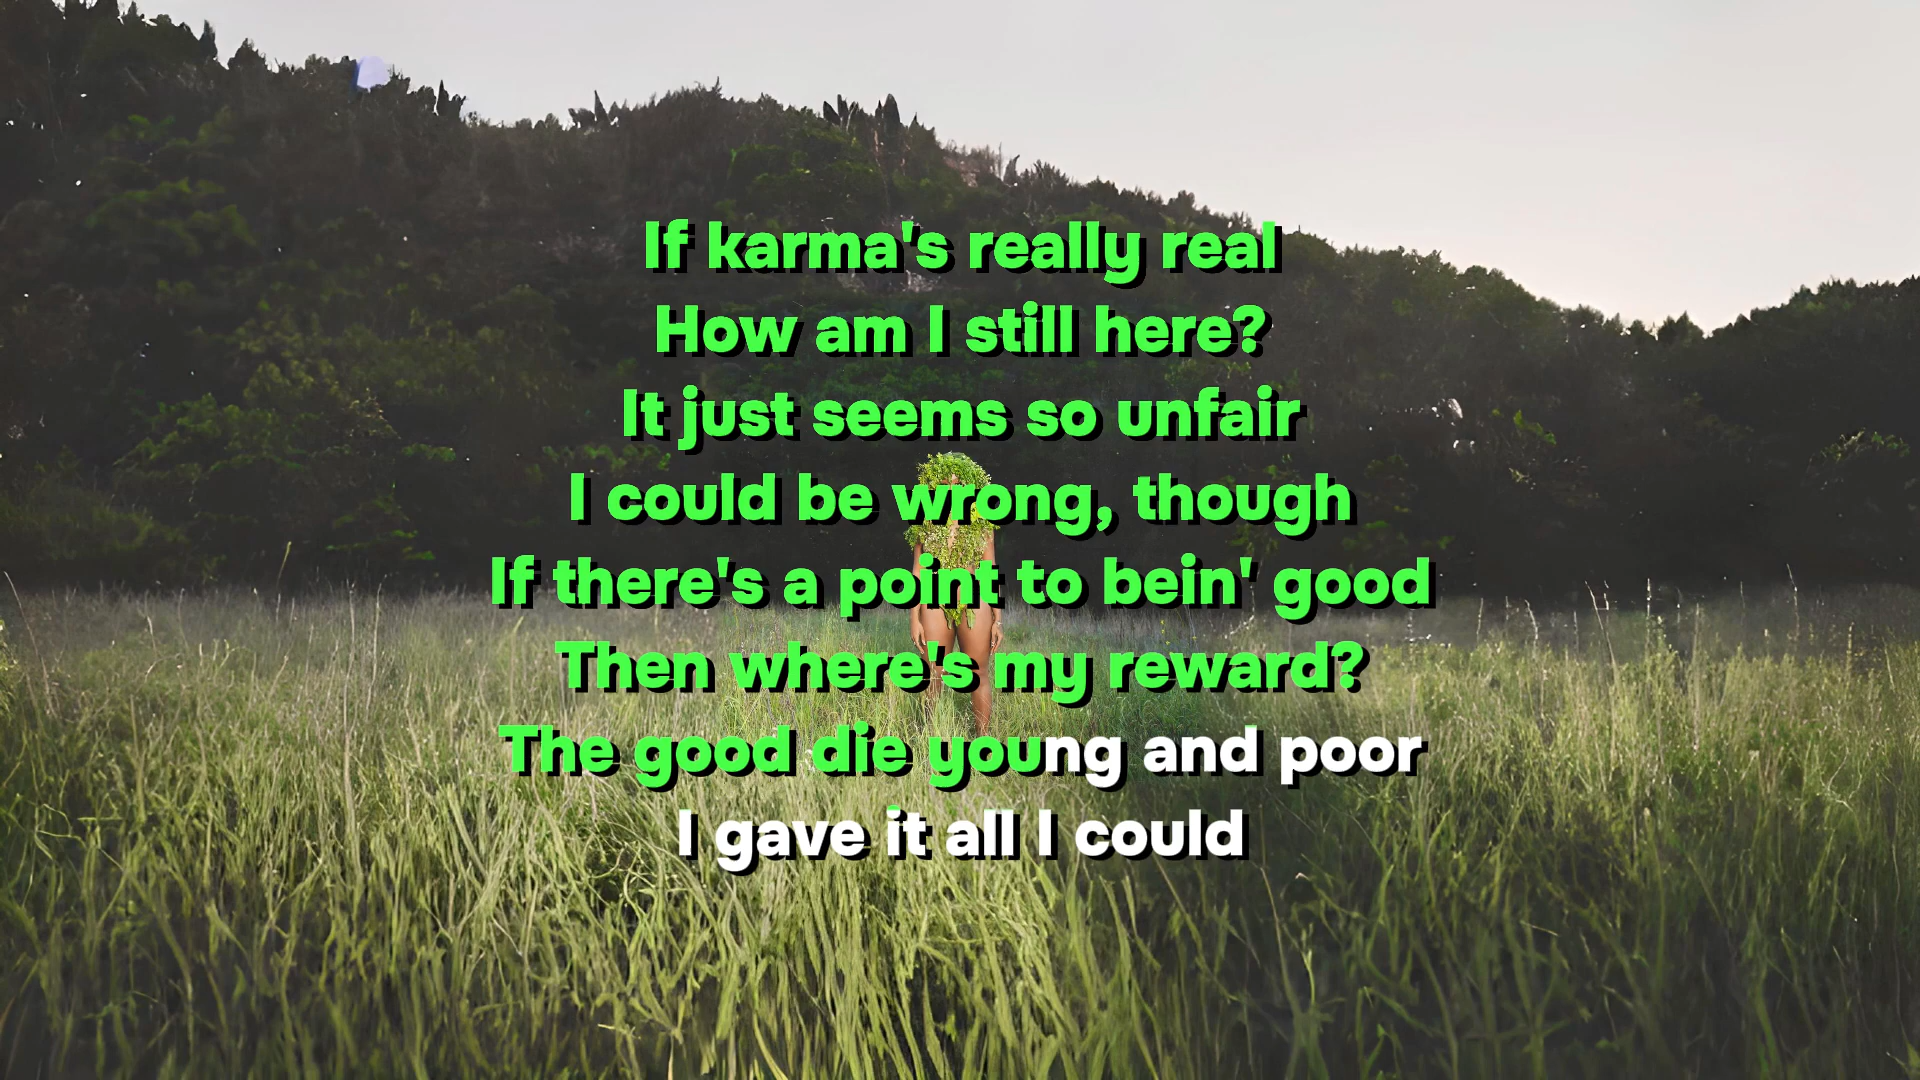 If karma's really real
How am I still here?
It just seems so unfair
I could be wrong, though
If there's a point to bein' good
Then where's my reward?
The good die young and poor
I gave it all I could